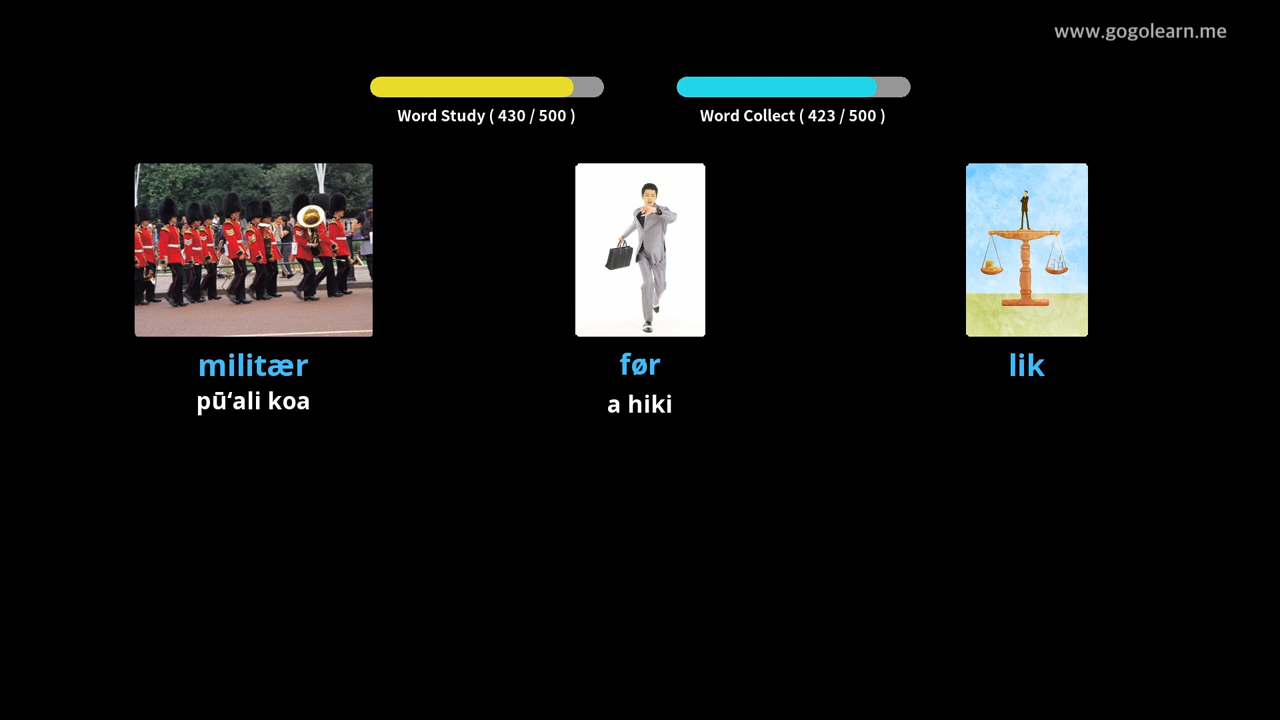 www.gogolearn.me
Word Study ( 430 / 500 )
Word Collect ( 423 / 500 )
militær
pūʻali koa
før
a hiki
lik